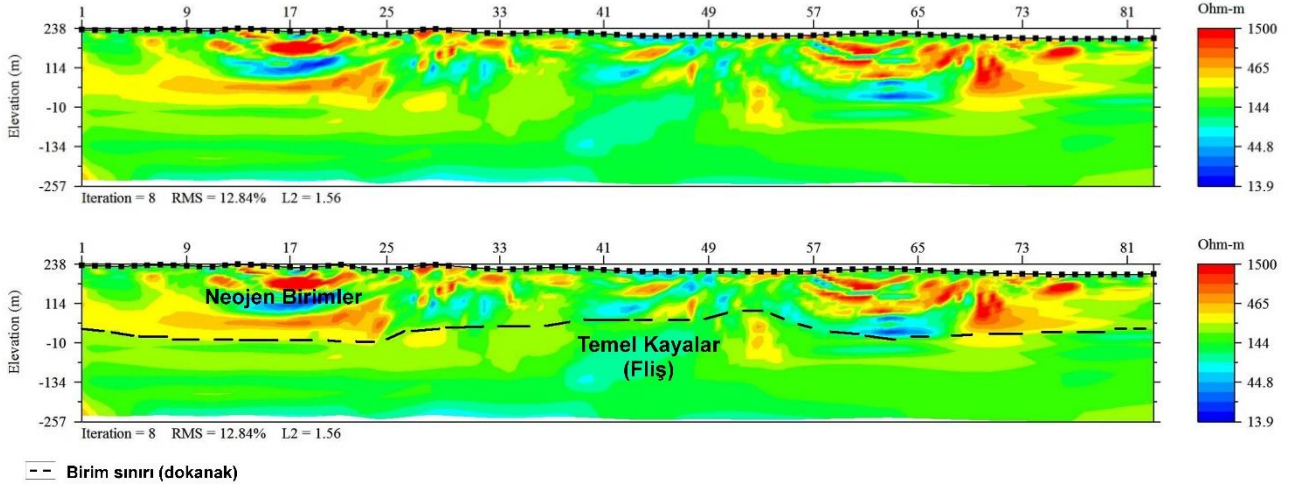 1 9 17 25 33 41 49 57 65 73 81
Ohm-m
238
114
-10
-134
-257
Elevation (m)
1500
465
144
44.8
13.9
Iteration = 8 RMS = 12.84% L2 = 1.56
1 9 17 25 33 41 49 57 65 73 81
Ohm-m
238
114
-10
-134
-257
Elevation (m)
Neojen Birimler
Temel Kayalar
(Fliş)
1500
465
144
44.8
13.9
Iteration = 8 RMS = 12.84% L2 = 1.56
Birim sınırı (dokanak)